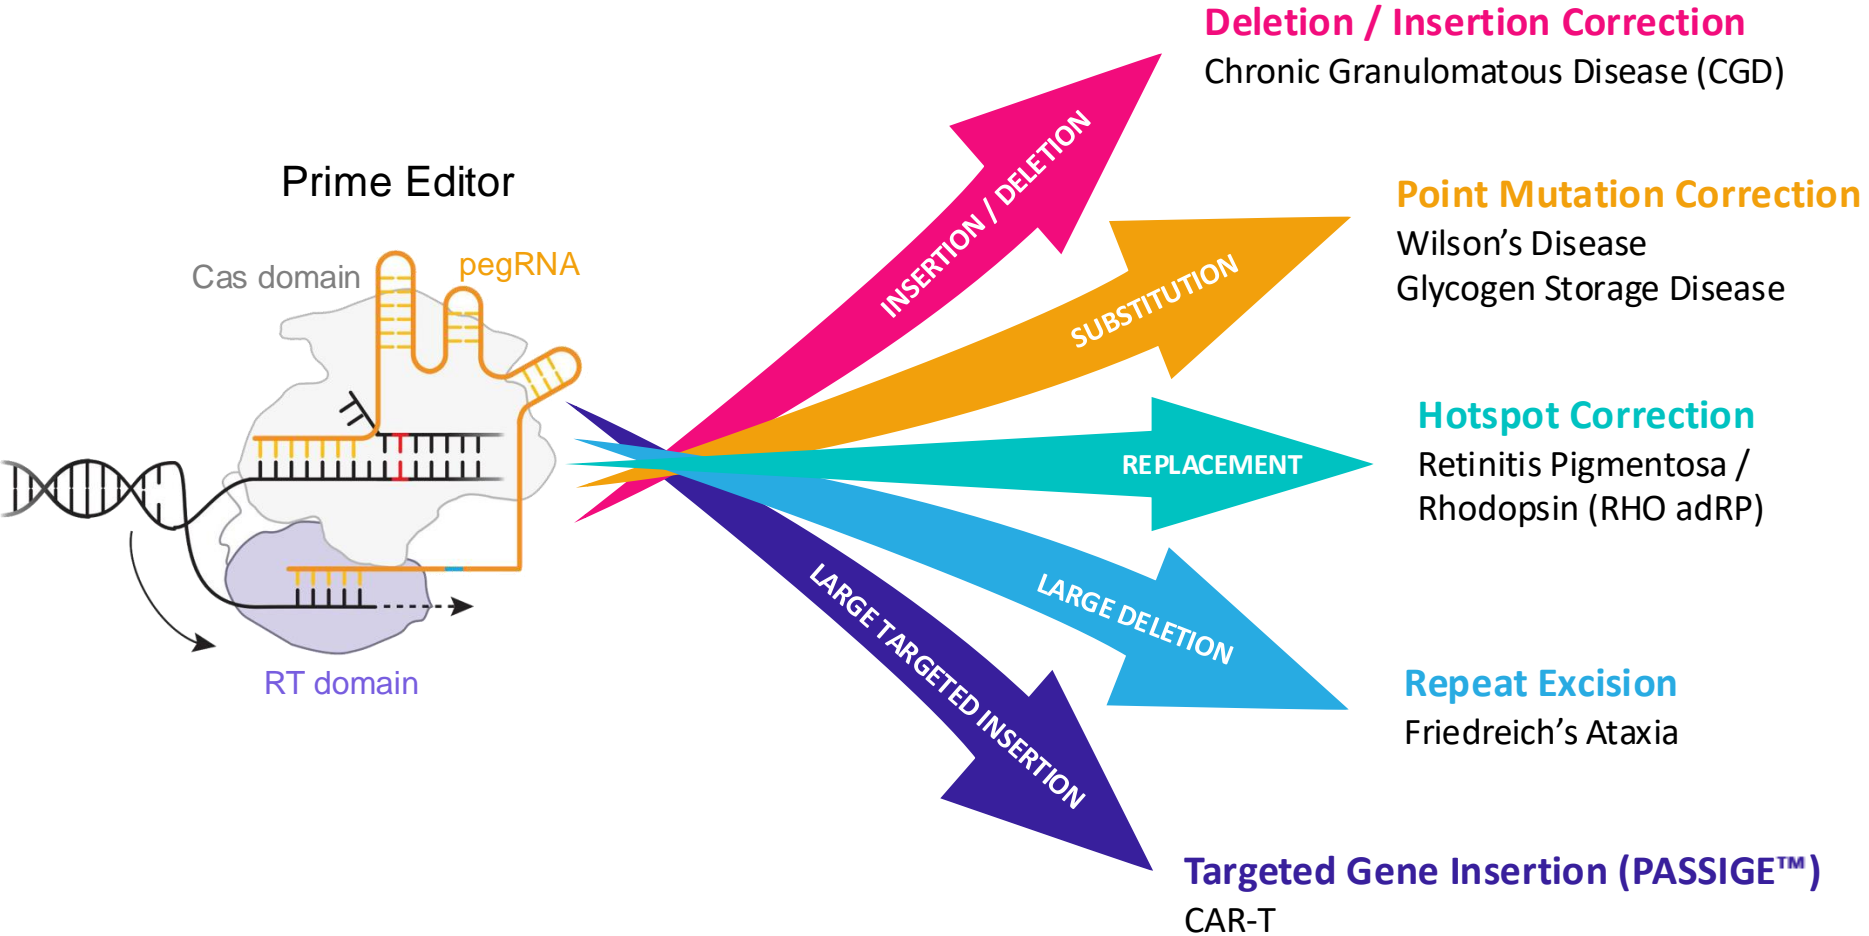 Prime Editor
Cas domain
pegRNA
RT domain
INSERTION / DELETION
Deletion / Insertion Correction
Chronic Granulomatous Disease (CGD)
SUBSTITUTION
Point Mutation Correction
Wilson’s Disease
Glycogen Storage Disease
REPLACEMENT
Hotspot Correction
Retinitis Pigmentosa /
Rhodopsin (RHO adRP)
LARGE DELETION
Repeat Excision
Friedreich’s Ataxia
LARGE TARGETED INSERTION
Targeted Gene Insertion (PASSIGE™)
CAR-T